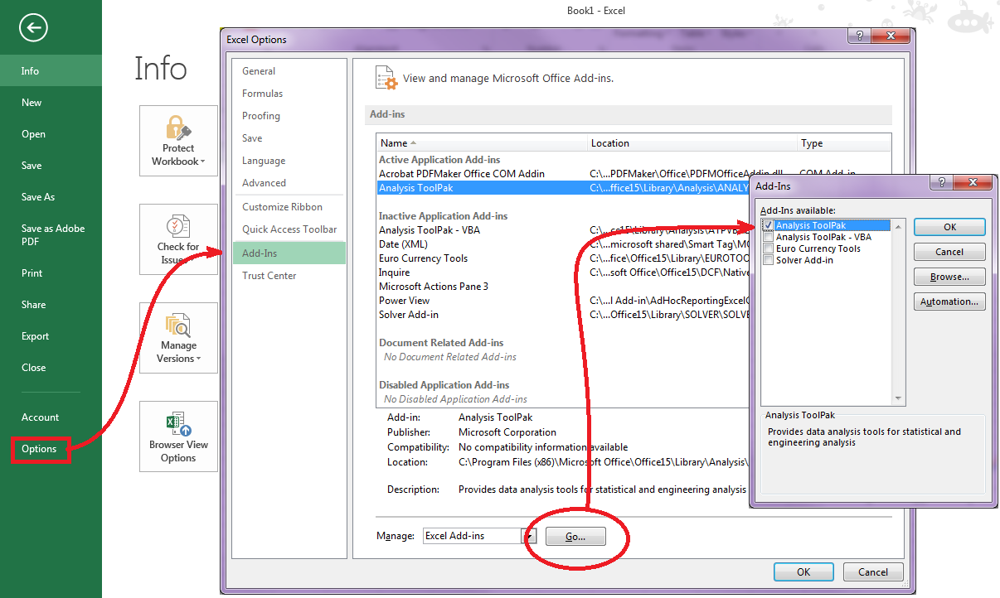 Book1 - Excel
Info
New
Open
Save
Save As
Save as Adobe
PDF
Print
Share
Export
Close
Account
Options
Info
Protect
Workbook
Check for
Issues
Manage
Versions
Browser View
Options
Excel Options
General
Formulas
Proofing
Save
Language
Advanced
Customize Ribbon
Quick Access Toolbar
Add-Ins
Trust Center
View and manage Microsoft Office Add-ins.
Add-ins
Name Location Type
Active Application Add-ins
Acrobat PDFMaker Office COM Addin C:\...PDFMaker\Office\PDFMOfficeAddin.dll COM Add-in
Analysis ToolPak C:\...ffice15\Library\Analysis\ANALY
Inactive Application Add-ins
Analysis ToolPak - VBA C:\...ce15\Library\Analysis\ATPVB
Date (XML) C:\...microsoft shared\Smart Tag\MO
Euro Currency Tools C:\...fice\Office15\Library\EUROTOO
Inquire C:\...soft Office\Office15\DCF\Native
Microsoft Actions Pane 3
Power View C:\...l Add-in\AdHocReportingExcelC
Solver Add-in C:\...Office15\Library\SOLVER\SOLVE
Document Related Add-ins
No Document Related Add-ins
Disabled Application Add-ins
No Disabled Application Add-ins
Add-in: Analysis ToolPak
Publisher: Microsoft Corporation
Compatibility: No compatibility information available
Location: C:\Program Files (x86)\Microsoft Office\Office15\Library\Analysis\
Description: Provides data analysis tools for statistical and engineering analysis
Manage: Excel Add-ins Go...
OK Cancel
Add-Ins
Add-Ins available:
Analysis ToolPak
Analysis ToolPak - VBA
Euro Currency Tools
Solver Add-in
OK
Cancel
Browse...
Automation...
Analysis ToolPak
Provides data analysis tools for statistical and
engineering analysis